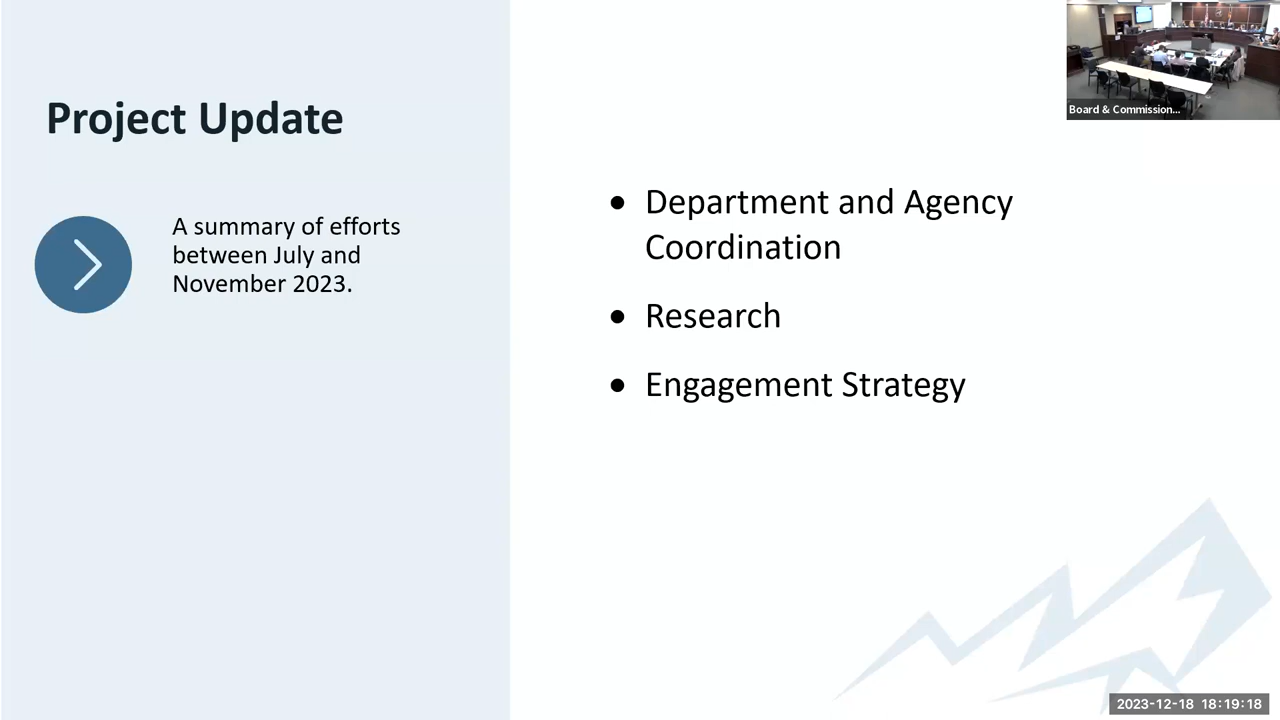 Project Update
A summary of efforts
between July and
November 2023.
• Department and Agency
Coordination
• Research
• Engagement Strategy
Board & Commission...
2023-12-18 18:19:18